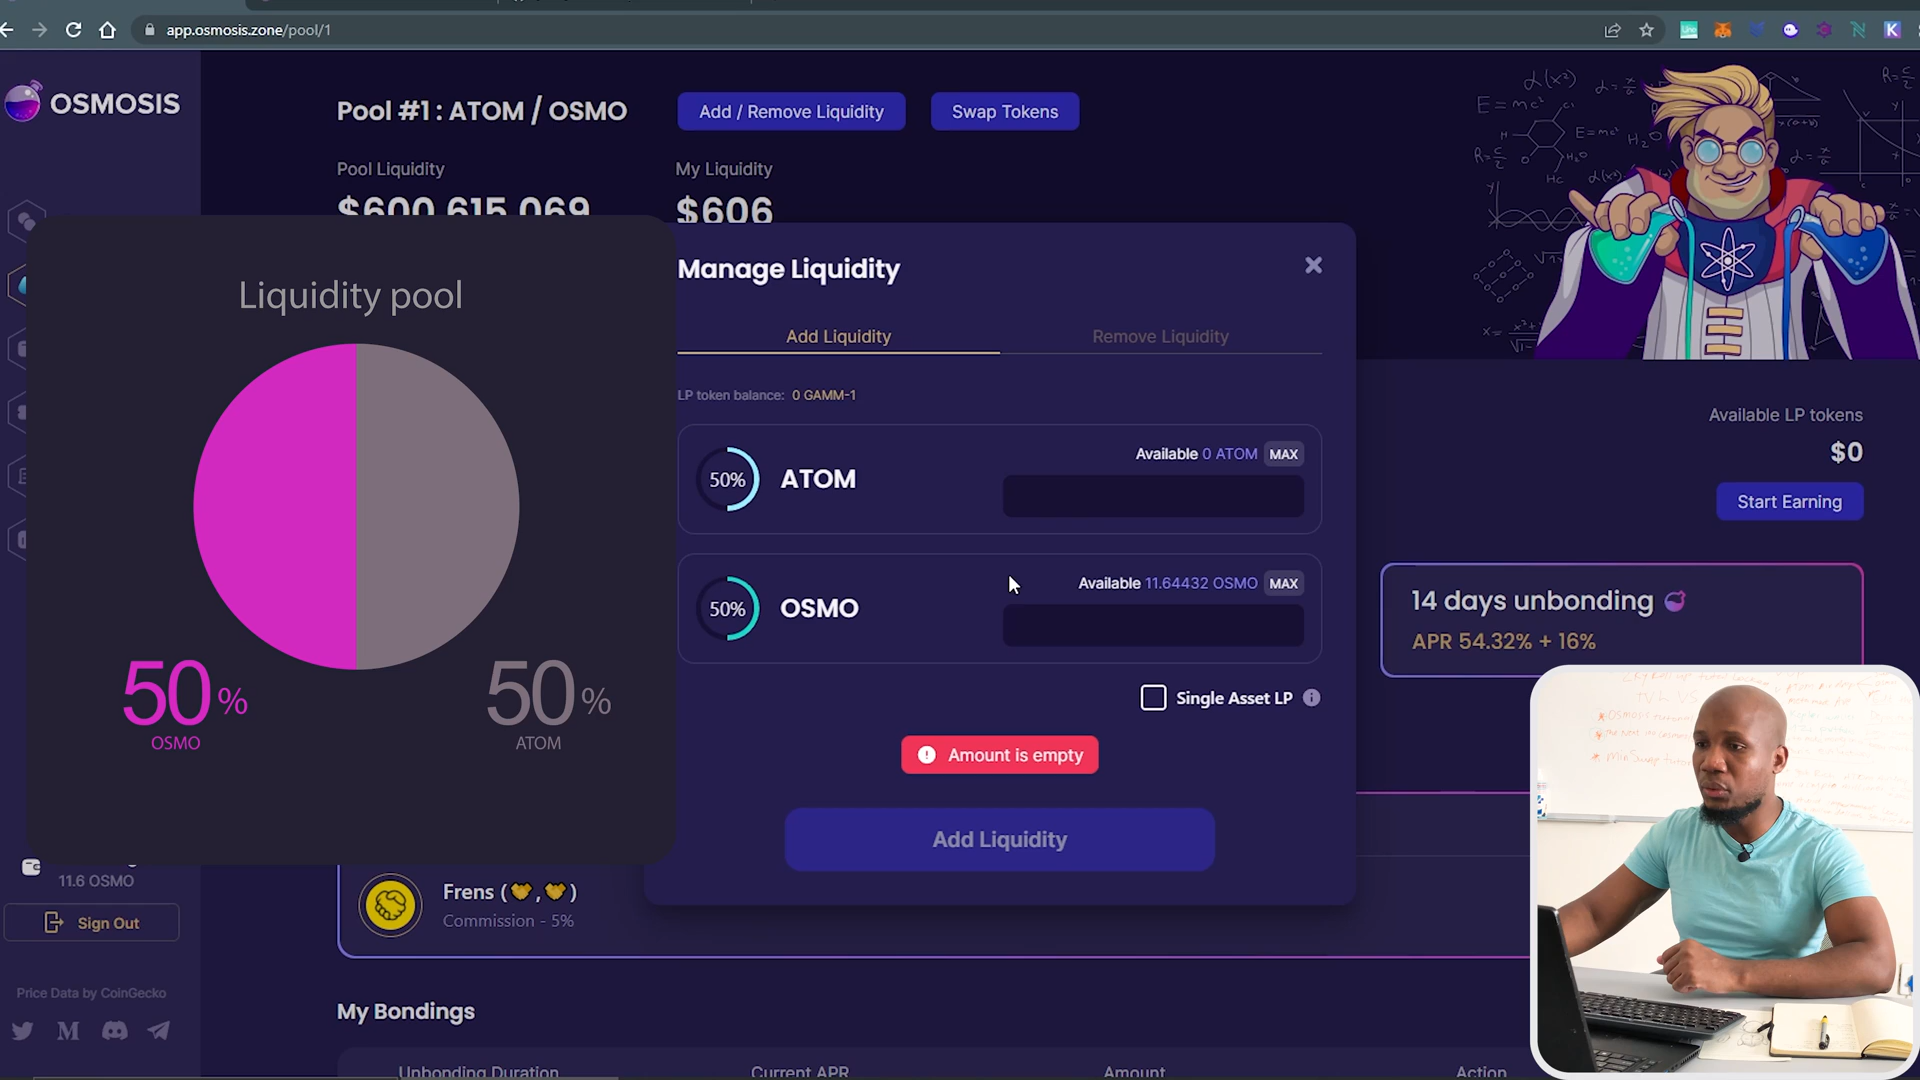 app.osmosis.zone/pool/1
OSMOSIS
Pool #1 : ATOM / OSMO
Add / Remove Liquidity
Swap Tokens
Pool Liquidity
My Liquidity
$600,615,069
$606
Liquidity pool
50%
OSMO
50%
ATOM
Manage Liquidity
Add Liquidity
Remove Liquidity
LP token balance: 0 GAMM-1
50%
ATOM
Available 0 ATOM
MAX
50%
OSMO
Available 11.64432 OSMO
MAX
Single Asset LP
Amount is empty
Add Liquidity
Available LP tokens
$0
Start Earning
14 days unbonding
APR 54.32% + 16%
11.6 OSMO
Sign Out
Price Data by CoinGecko
Frens ( , )
Commission - 5%
My Bondings
Unbonding Duration
Current APR
Amount
Action